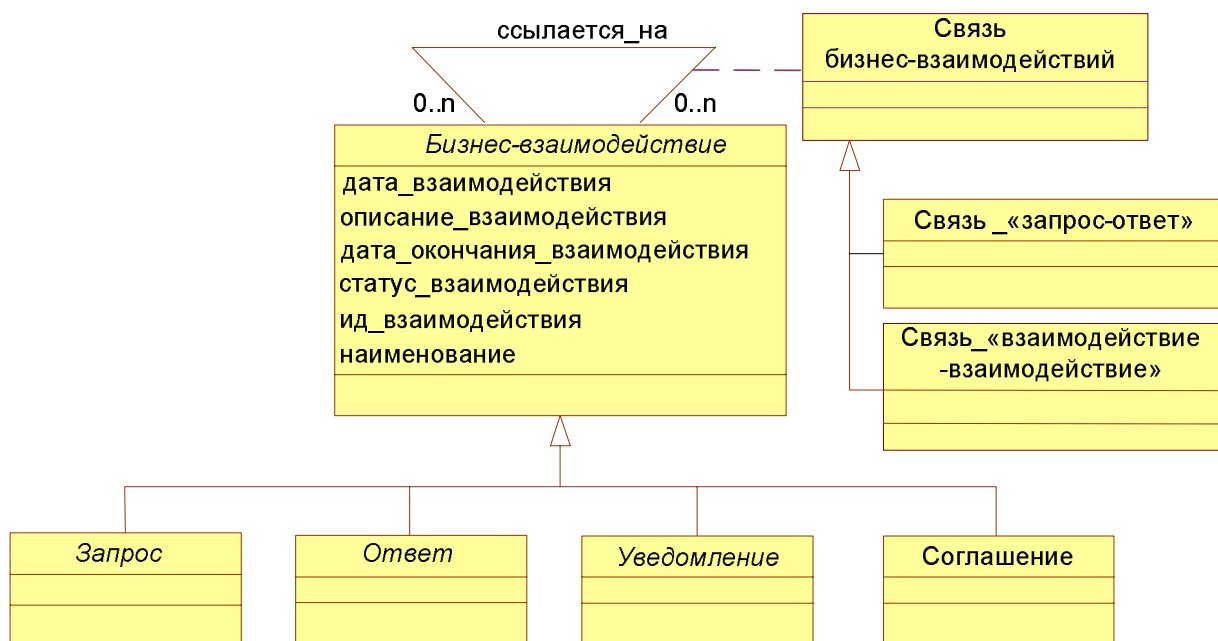 ссылается_на
0..n
0..n
Связь
бизнес-взаимодействий
Бизнес-взаимодействие
дата_взаимодействия
описание_взаимодействия
дата_окончания_взаимодействия
статус_взаимодействия
ид_взаимодействия
наименование
Связь _«запрос-ответ»
Связь_«взаимодействие
-взаимодействие»
Запрос
Ответ
Уведомление
Соглашение